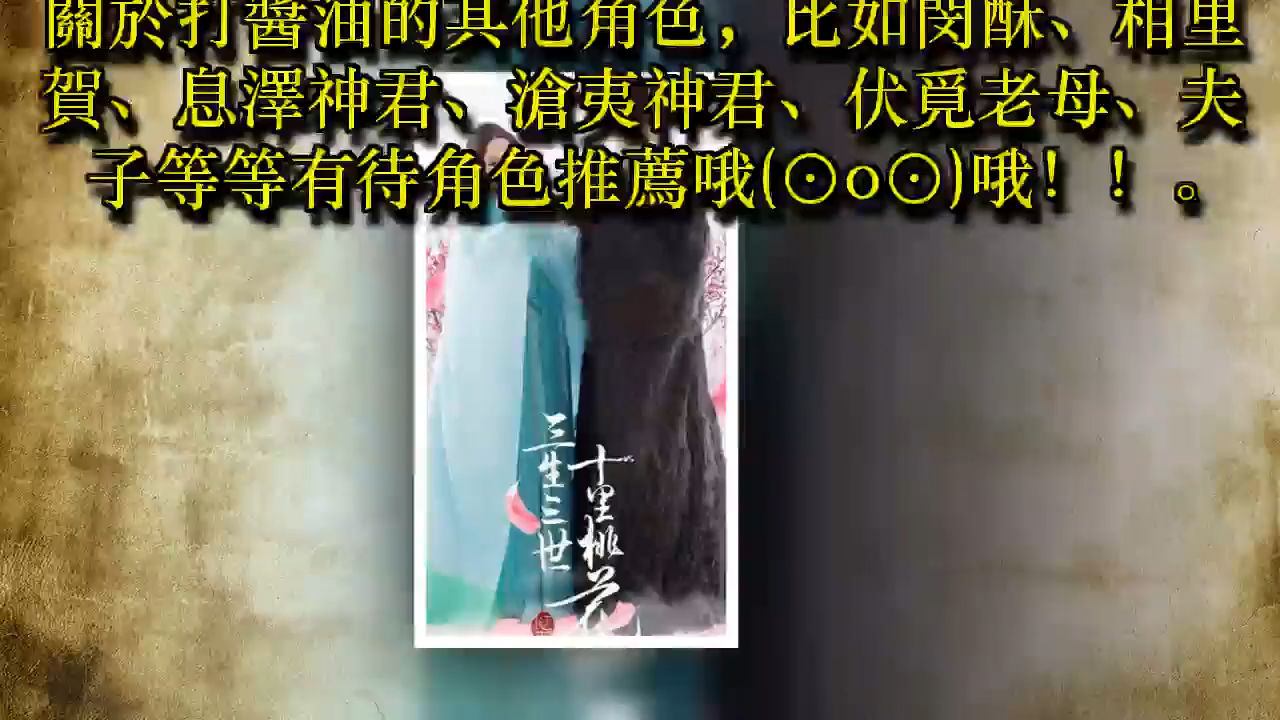 關於打醬油的其他角色，比如閔酥、相里
賀、息澤神君、滄夷神君、伏覓老母、夫
子等等有待角色推薦哦(⊙o⊙)哦！！。
三生三世
十里桃花